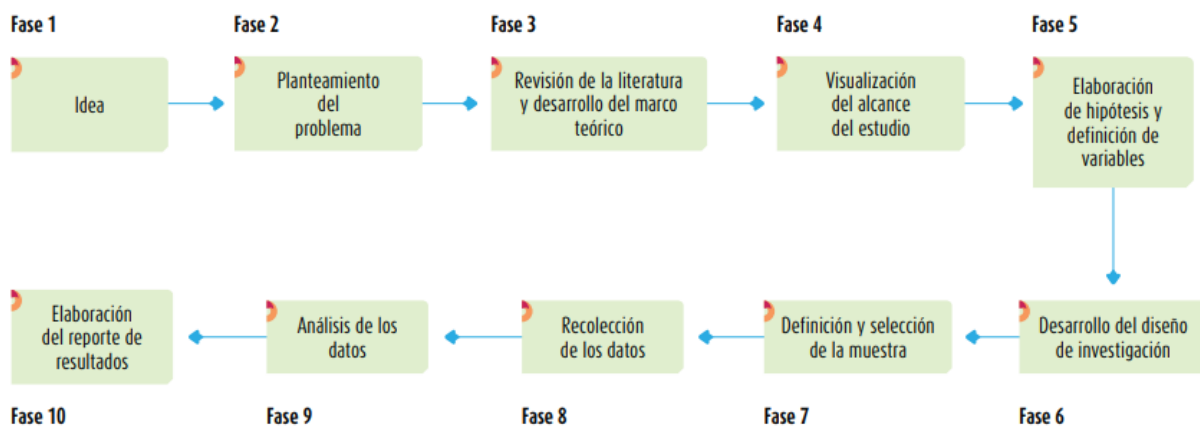 Fase 1
Idea
Fase 2
Planteamiento
del
problema
Fase 3
Revisión de la literatura
y desarrollo del marco
teórico
Fase 4
Visualización
del alcance
del estudio
Fase 5
Elaboración
de hipótesis y
definición de
variables
Desarrollo del diseño
de investigación
Fase 6
Definición y selección
de la muestra
Fase 7
Recolección
de los datos
Fase 8
Análisis de los
datos
Fase 9
Elaboración
del reporte de
resultados
Fase 10